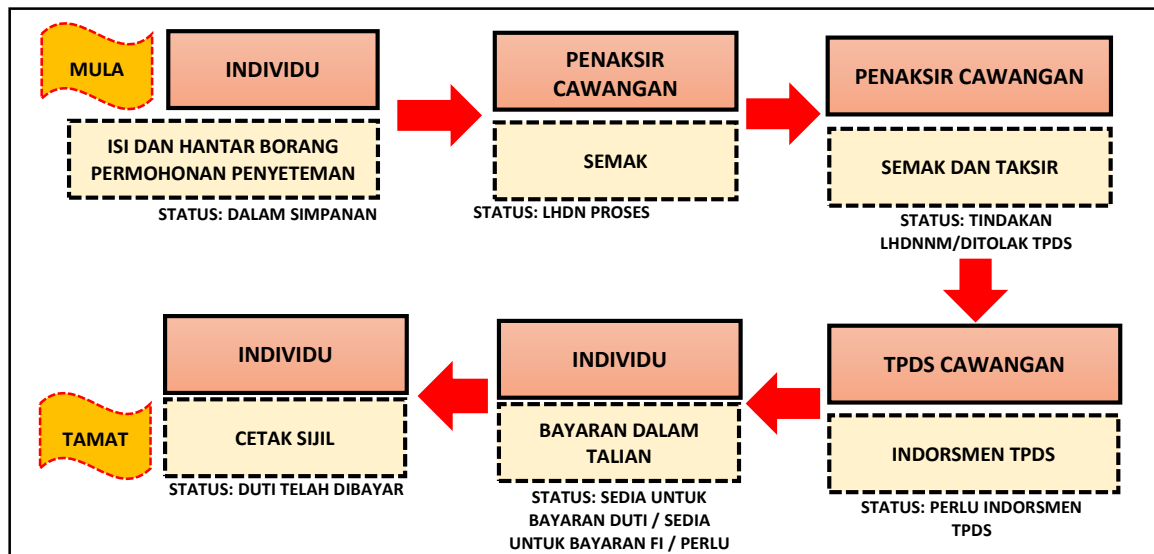 MULA
INDIVIDU
ISI DAN HANTAR BORANG
PERMOHONAN PENYETEMAN
STATUS: DALAM SIMPANAN
PENAKSIR
CAWANGAN
SEMAK
STATUS: LHDN PROSES
PENAKSIR CAWANGAN
SEMAK DAN TAKSIR
STATUS: TINDAKAN
LHDNNM/DITOLAK TPDS
TPDS CAWANGAN
INDORSMEN TPDS
STATUS: PERLU INDORSMEN
TPDS
INDIVIDU
BAYARAN DALAM
TALIAN
STATUS: SEDIA UNTUK
BAYARAN DUTI / SEDIA
UNTUK BAYARAN FI / PERLU
INDIVIDU
CETAK SIJIL
STATUS: DUTI TELAH DIBAYAR
TAMAT